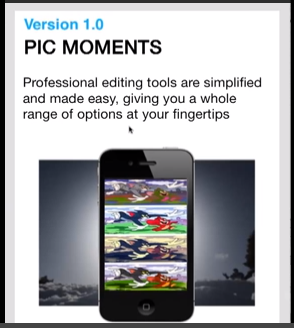 Version 1.0
PIC MOMENTS
Professional editing tools are simplified
and made easy, giving you a whole
range of options at your fingertips